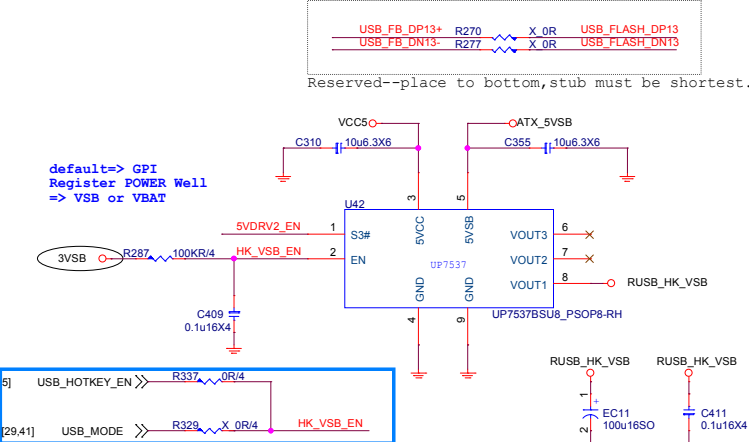 USB_FB_DP13+ R270 X_0R USB_FLASH_DP13
USB_FB_DN13- R277 X_0R USB_FLASH_DN13
Reserved--place to bottom,stub must be shortest.
VCC5 ATX_5VSB
C310 10u6.3X6 C355 10u6.3X6
default=> GPI
Register POWER Well
=> VSB or VBAT
3 5
U42
5VDRV2_EN 1 S3# 5VCC 5VSB VOUT3 6
3VSB R287 100KR/4 HK_VSB_EN 2 EN UP7537 VOUT2 7
GND GND VOUT1 8 RUSB_HK_VSB
C409
0.1u16X4
4 9 UP7537BSU8_PSOP8-RH
RUSB_HK_VSB RUSB_HK_VSB
5] USB_HOTKEY_EN R337 0R/4
1 + EC11 C411
2 100u16SO 0.1u16X4
[29,41] USB_MODE R329 X_0R/4 HK_VSB_EN